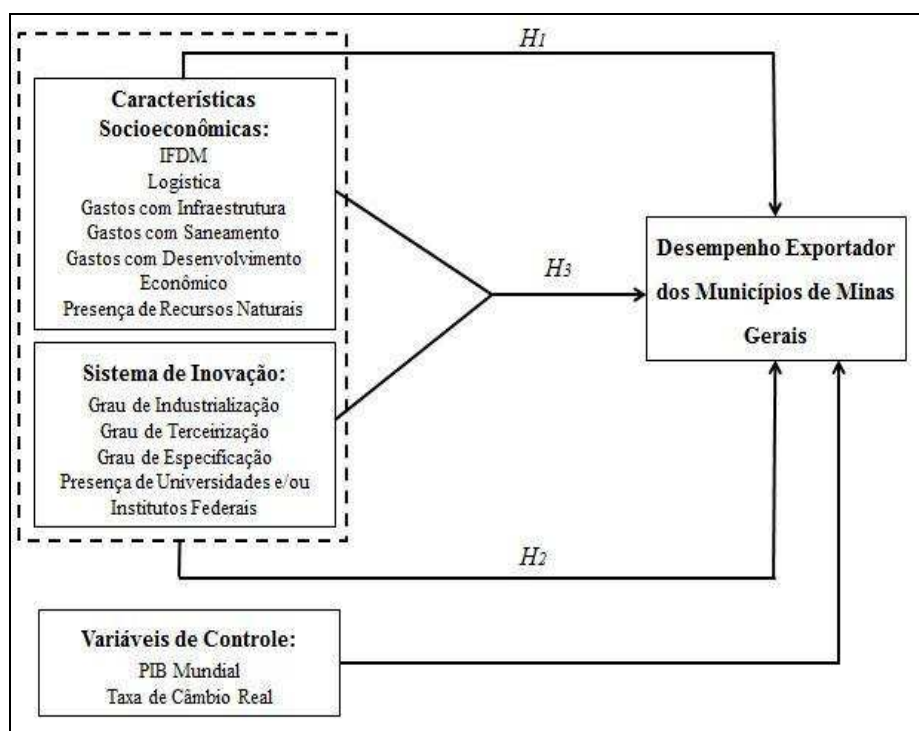 H1
Características
Socioeconômicas:
IFDM
Logística
Gastos com Infraestrutura
Gastos com Saneamento
Gastos com Desenvolvimento
Econômico
Presença de Recursos Naturais
H3
Desempenho Exportador
dos Municípios de Minas
Gerais
Sistema de Inovação:
Grau de Industrialização
Grau de Terceirização
Grau de Especificação
Presença de Universidades e/ou
Institutos Federais
H2
Variáveis de Controle:
PIB Mundial
Taxa de Câmbio Real